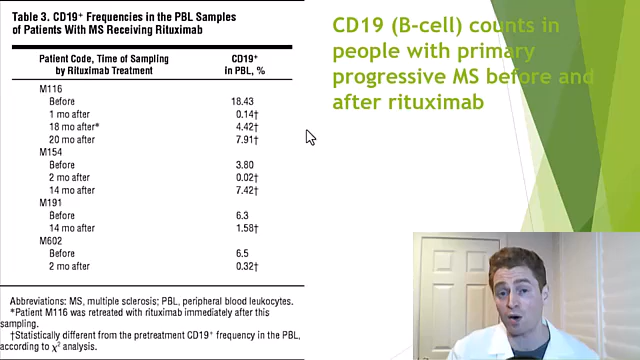 Table 3. CD19+ Frequencies in the PBL Samples
of Patients With MS Receiving Rituximab
Patient Code, Time of Sampling
by Rituximab Treatment
CD19+
in PBL, %
M116
Before 18.43
1 mo after 0.14†
18 mo after* 4.42†
20 mo after 7.91†
M154
Before 3.80
2 mo after 0.02†
14 mo after 7.42†
M191
Before 6.3
14 mo after 1.58†
M602
Before 6.5
2 mo after 0.32†
Abbreviations: MS, multiple sclerosis; PBL, peripheral blood leukocytes.
*Patient M116 was retreated with rituximab immediately after this
sampling.
†Statistically different from the pretreatment CD19+ frequency in the PBL,
according to χ2 analysis.
CD19 (B-cell) counts in
people with primary
progressive MS before and
after rituximab